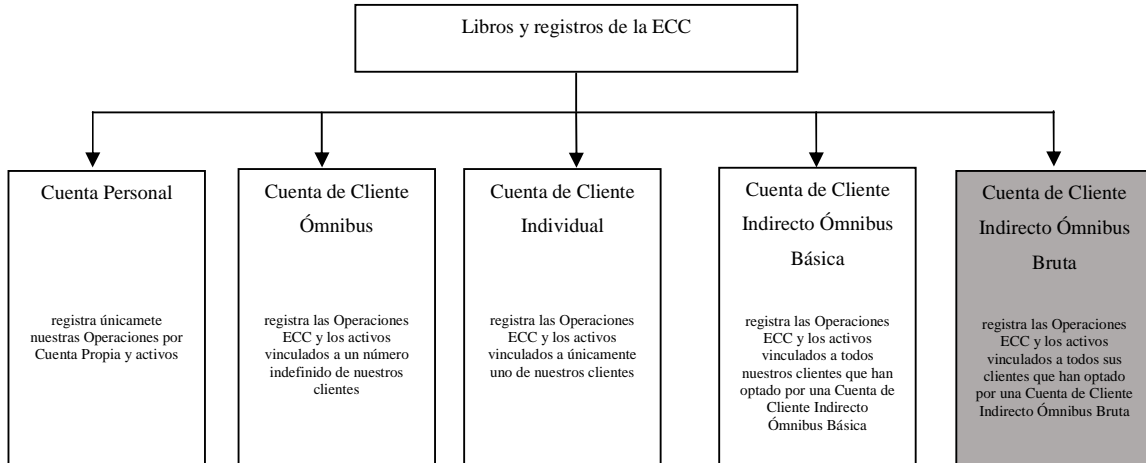 Libros y registros de la ECC
Cuenta Personal
registra únicamete
nuestras Operaciones por
Cuenta Propia y activos
Cuenta de Cliente
Ómnibus
registra las Operaciones
ECC y los activos
vinculados a un número
indefinido de nuestros
clientes
Cuenta de Cliente
Individual
registra las Operaciones
ECC y los activos
vinculados a únicamente
uno de nuestros clientes
Cuenta de Cliente
Indirecto Ómnibus
Básica
registra las Operaciones
ECC y los activos
vinculados a todos
nuestros clientes que han
optado por una Cuenta de
Cliente Indirecto
Ómnibus Básica
Cuenta de Cliente
Indirecto Ómnibus
Bruta
registra las Operaciones
ECC y los activos
vinculados a todos sus
clientes que han optado
por una Cuenta de Cliente
Indirecto Ómnibus Bruta